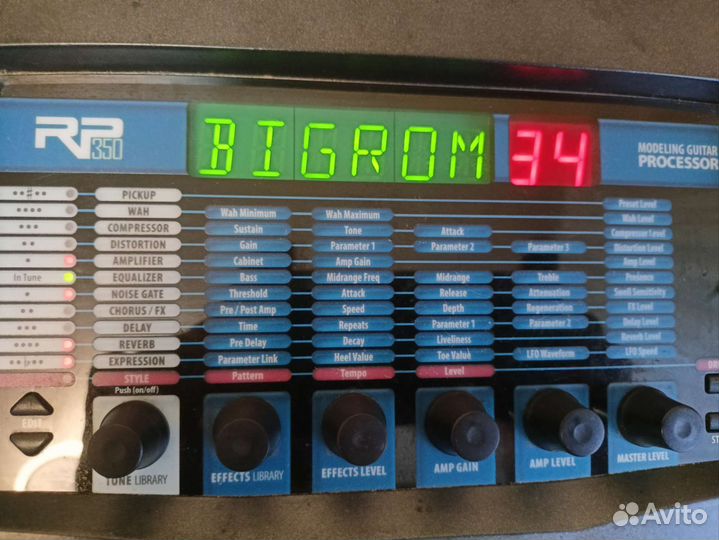 RP 350 BIGROM 34 MODELING GUITAR PROCESSOR
PICKUP Preset Level
WAH Wah Minimum Wah Maximum Wah Level
COMPRESSOR Sustain Tone Attack Compressor Level
DISTORTION Gain Parameter 1 Parameter 2 Parameter 3 Distortion Level
AMPLIFIER Cabinet Amp Gain Amp Level
In Tune EQUALIZER Bass Midrange Freq Midrange Treble Presence
NOISE GATE Threshold Attack Release Attenuation Swell Sensitivity
CHORUS / FX Pre / Post Amp Speed Depth Regeneration FX Level
DELAY Time Repeats Parameter 1 Parameter 2 Delay Level
REVERB Pre Delay Decay Liveliness Reverb Level
EXPRESSION Parameter Link Heel Value Toe Value LFO Waveform LFO Speed
STYLE Pattern Tempo Level
Push (on/off)
EDIT
TONE LIBRARY EFFECTS LIBRARY EFFECTS LEVEL AMP GAIN AMP LEVEL MASTER LEVEL
Avito